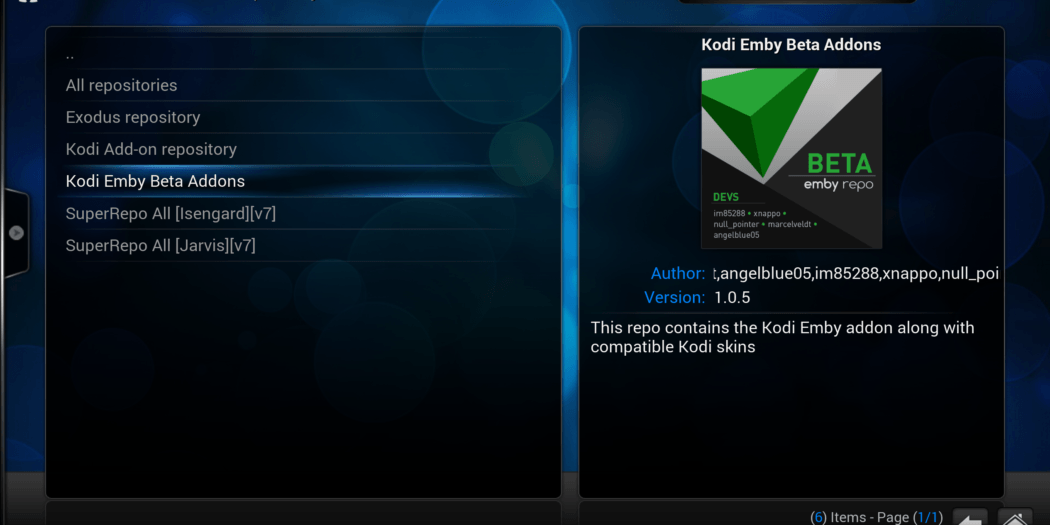 ..
All repositories
Exodus repository
Kodi Add-on repository
Kodi Emby Beta Addons
SuperRepo All [Isengard][v7]
SuperRepo All [Jarvis][v7]
Kodi Emby Beta Addons
BETA
emby repo
DEVS
im85288 • xnappo •
null_pointer • marcelveldt •
angelblue05
Author: ,angelblue05,im85288,xnappo,null_poi
Version: 1.0.5
This repo contains the Kodi Emby addon along with
compatible Kodi skins
(6) Items - Page (1/1)